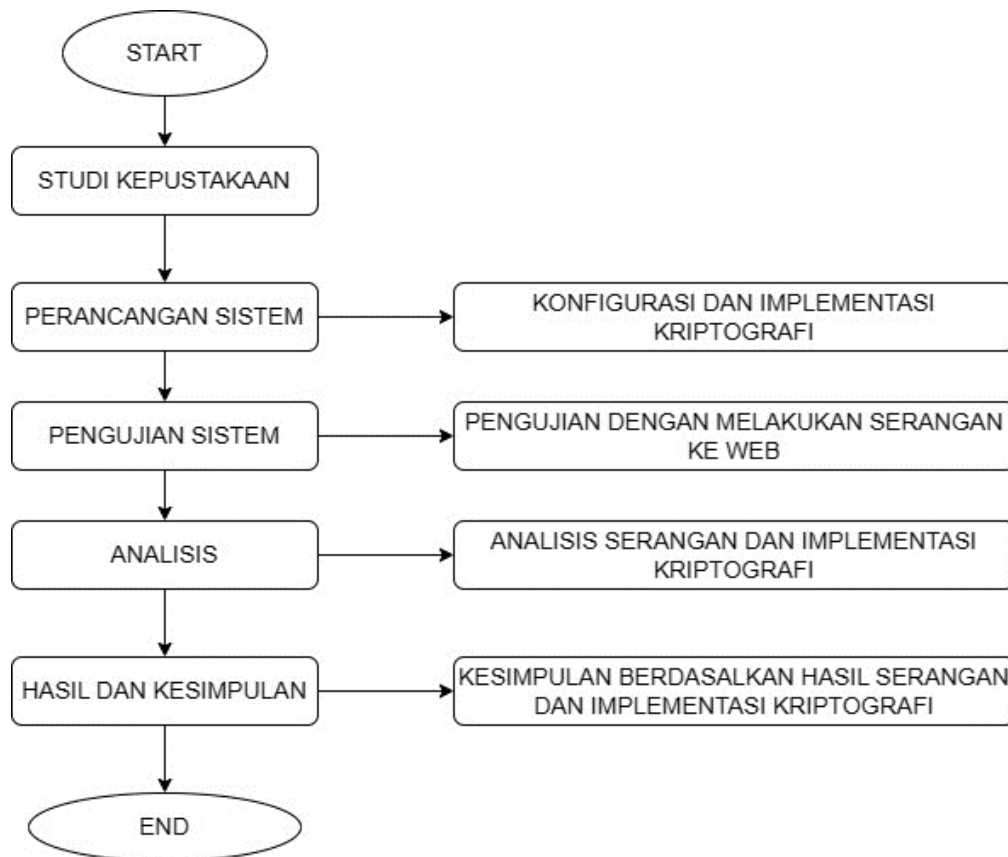 START
STUDI KEPUSTAKAAN
PERANCANGAN SISTEM
KONFIGURASI DAN IMPLEMENTASI
KRIPTOGRAFI
PENGUJIAN SISTEM
PENGUJIAN DENGAN MELAKUKAN SERANGAN
KE WEB
ANALISIS
ANALISIS SERANGAN DAN IMPLEMENTASI
KRIPTOGRAFI
HASIL DAN KESIMPULAN
KESIMPULAN BERDASALKAN HASIL SERANGAN
DAN IMPLEMENTASI KRIPTOGRAFI
END